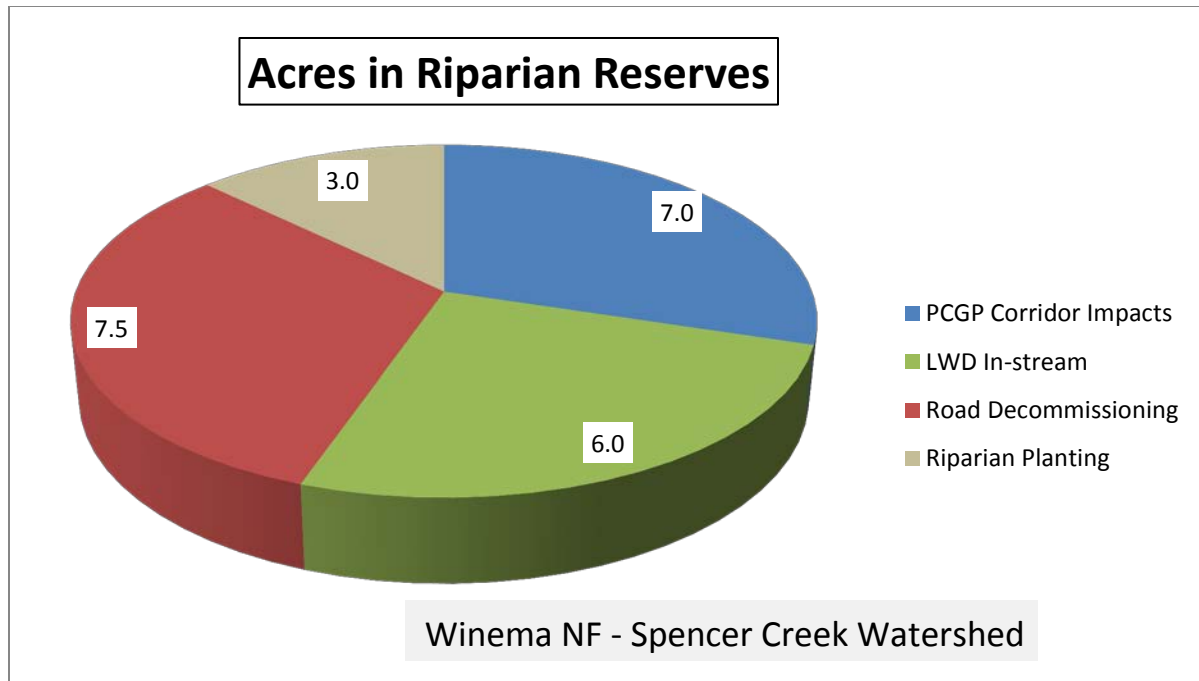 Acres in Riparian Reserves
3.0
7.0
7.5
6.0
PCGP Corridor Impacts
LWD In-stream
Road Decommissioning
Riparian Planting
Winema NF - Spencer Creek Watershed